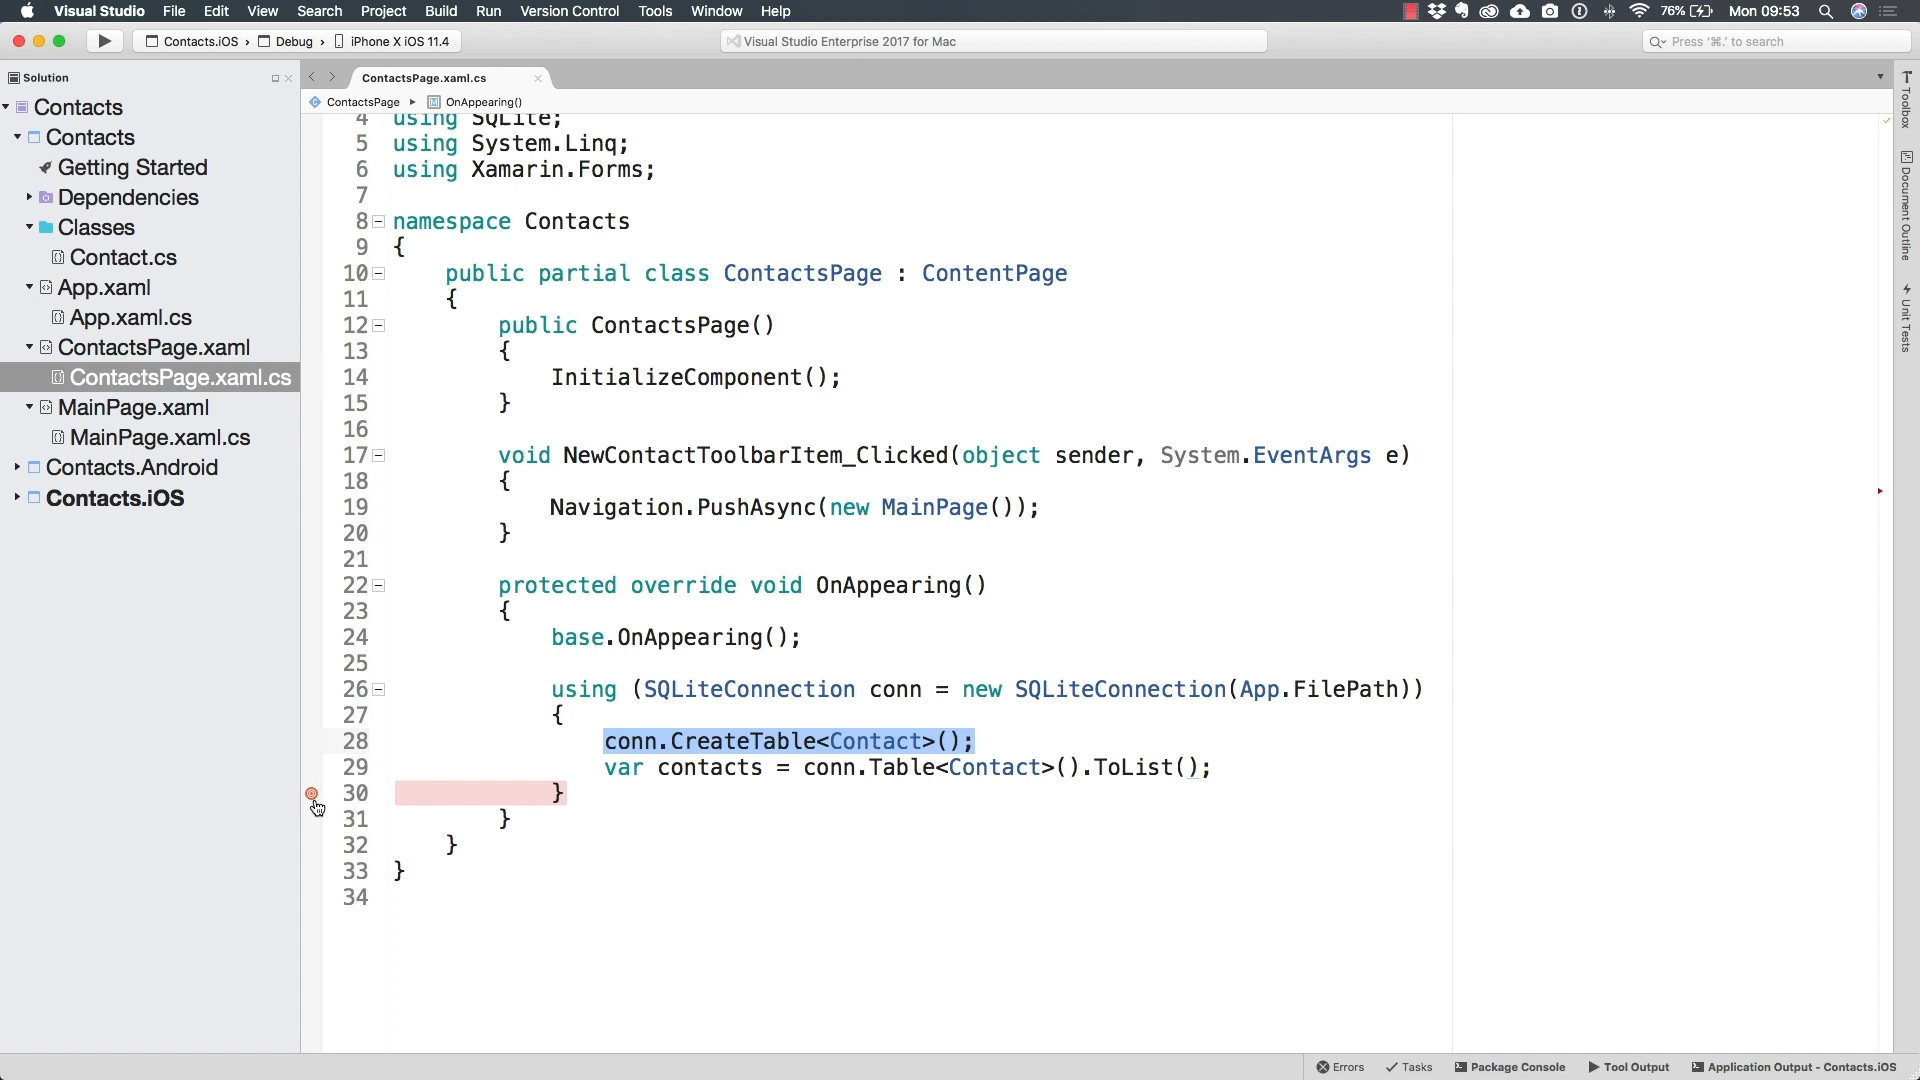 Visual Studio File Edit View Search Project Build Run Version Control Tools Window Help 76% Mon 09:53
Contacts.iOS › Debug › iPhone X iOS 11.4
Visual Studio Enterprise 2017 for Mac
Press '⌘.' to search
Solution
Contacts
Contacts
Getting Started
Dependencies
Classes
Contact.cs
App.xaml
App.xaml.cs
ContactsPage.xaml
ContactsPage.xaml.cs
MainPage.xaml
MainPage.xaml.cs
Contacts.Android
Contacts.iOS
ContactsPage.xaml.cs
ContactsPage ▸ OnAppearing()
4 using SQLite;
5 using System.Linq;
6 using Xamarin.Forms;
7
8 namespace Contacts
9 {
10 public partial class ContactsPage : ContentPage
11 {
12 public ContactsPage()
13 {
14 InitializeComponent();
15 }
16
17 void NewContactToolbarItem_Clicked(object sender, System.EventArgs e)
18 {
19 Navigation.PushAsync(new MainPage());
20 }
21
22 protected override void OnAppearing()
23 {
24 base.OnAppearing();
25
26 using (SQLiteConnection conn = new SQLiteConnection(App.FilePath))
27 {
28 conn.CreateTable<Contact>();
29 var contacts = conn.Table<Contact>().ToList();
30 }
31 }
32 }
33 }
34
Toolbox
Document Outline
Unit Tests
Errors Tasks Package Console Tool Output Application Output - Contacts.iOS